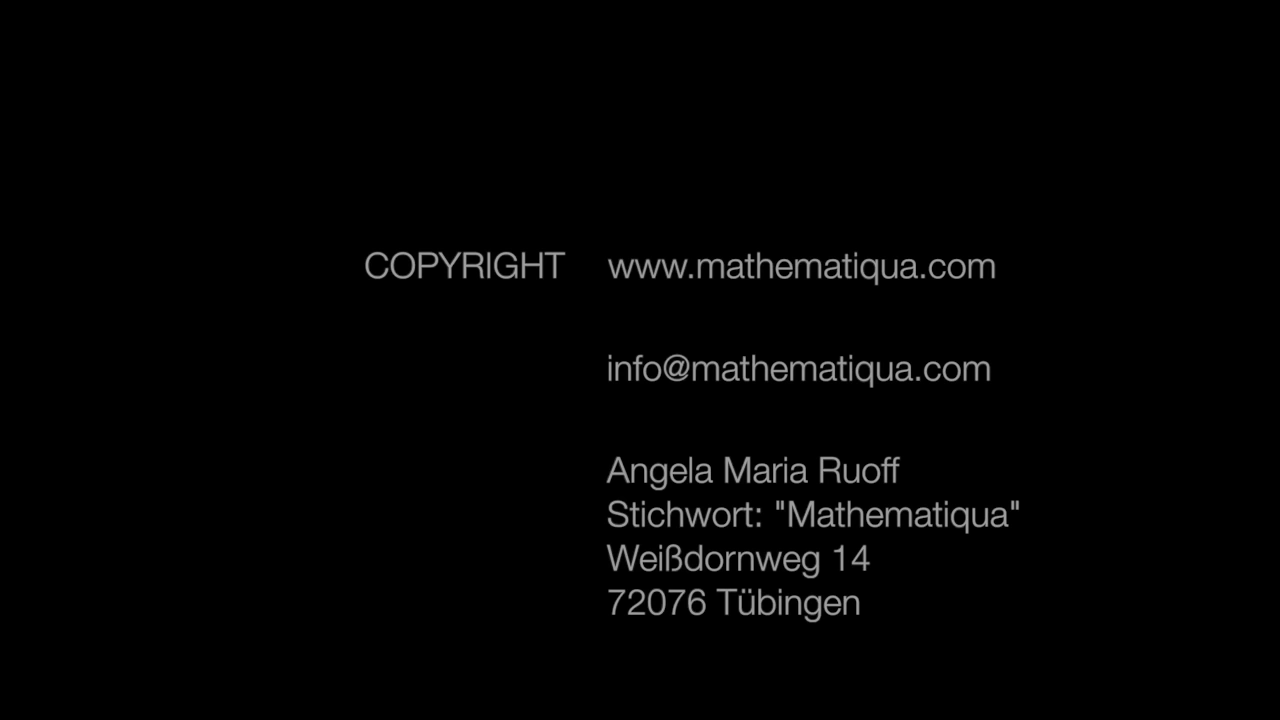 COPYRIGHT www.mathematiqua.com
info@mathematiqua.com
Angela Maria Ruoff
Stichwort: "Mathematiqua"
Weißdornweg 14
72076 Tübingen